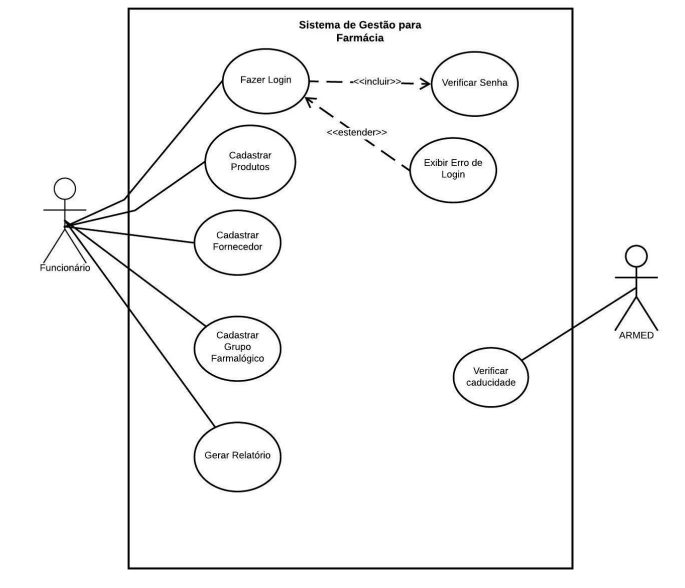 Sistema de Gestão para
Farmácia
Fazer Login
<<incluir>>
Verificar Senha
<<estender>>
Cadastrar
Produtos
Exibir Erro de
Login
Funcionário
Cadastrar
Fornecedor
Cadastrar
Grupo
Farmalógico
ARMED
Verificar
caducidade
Gerar Relatório